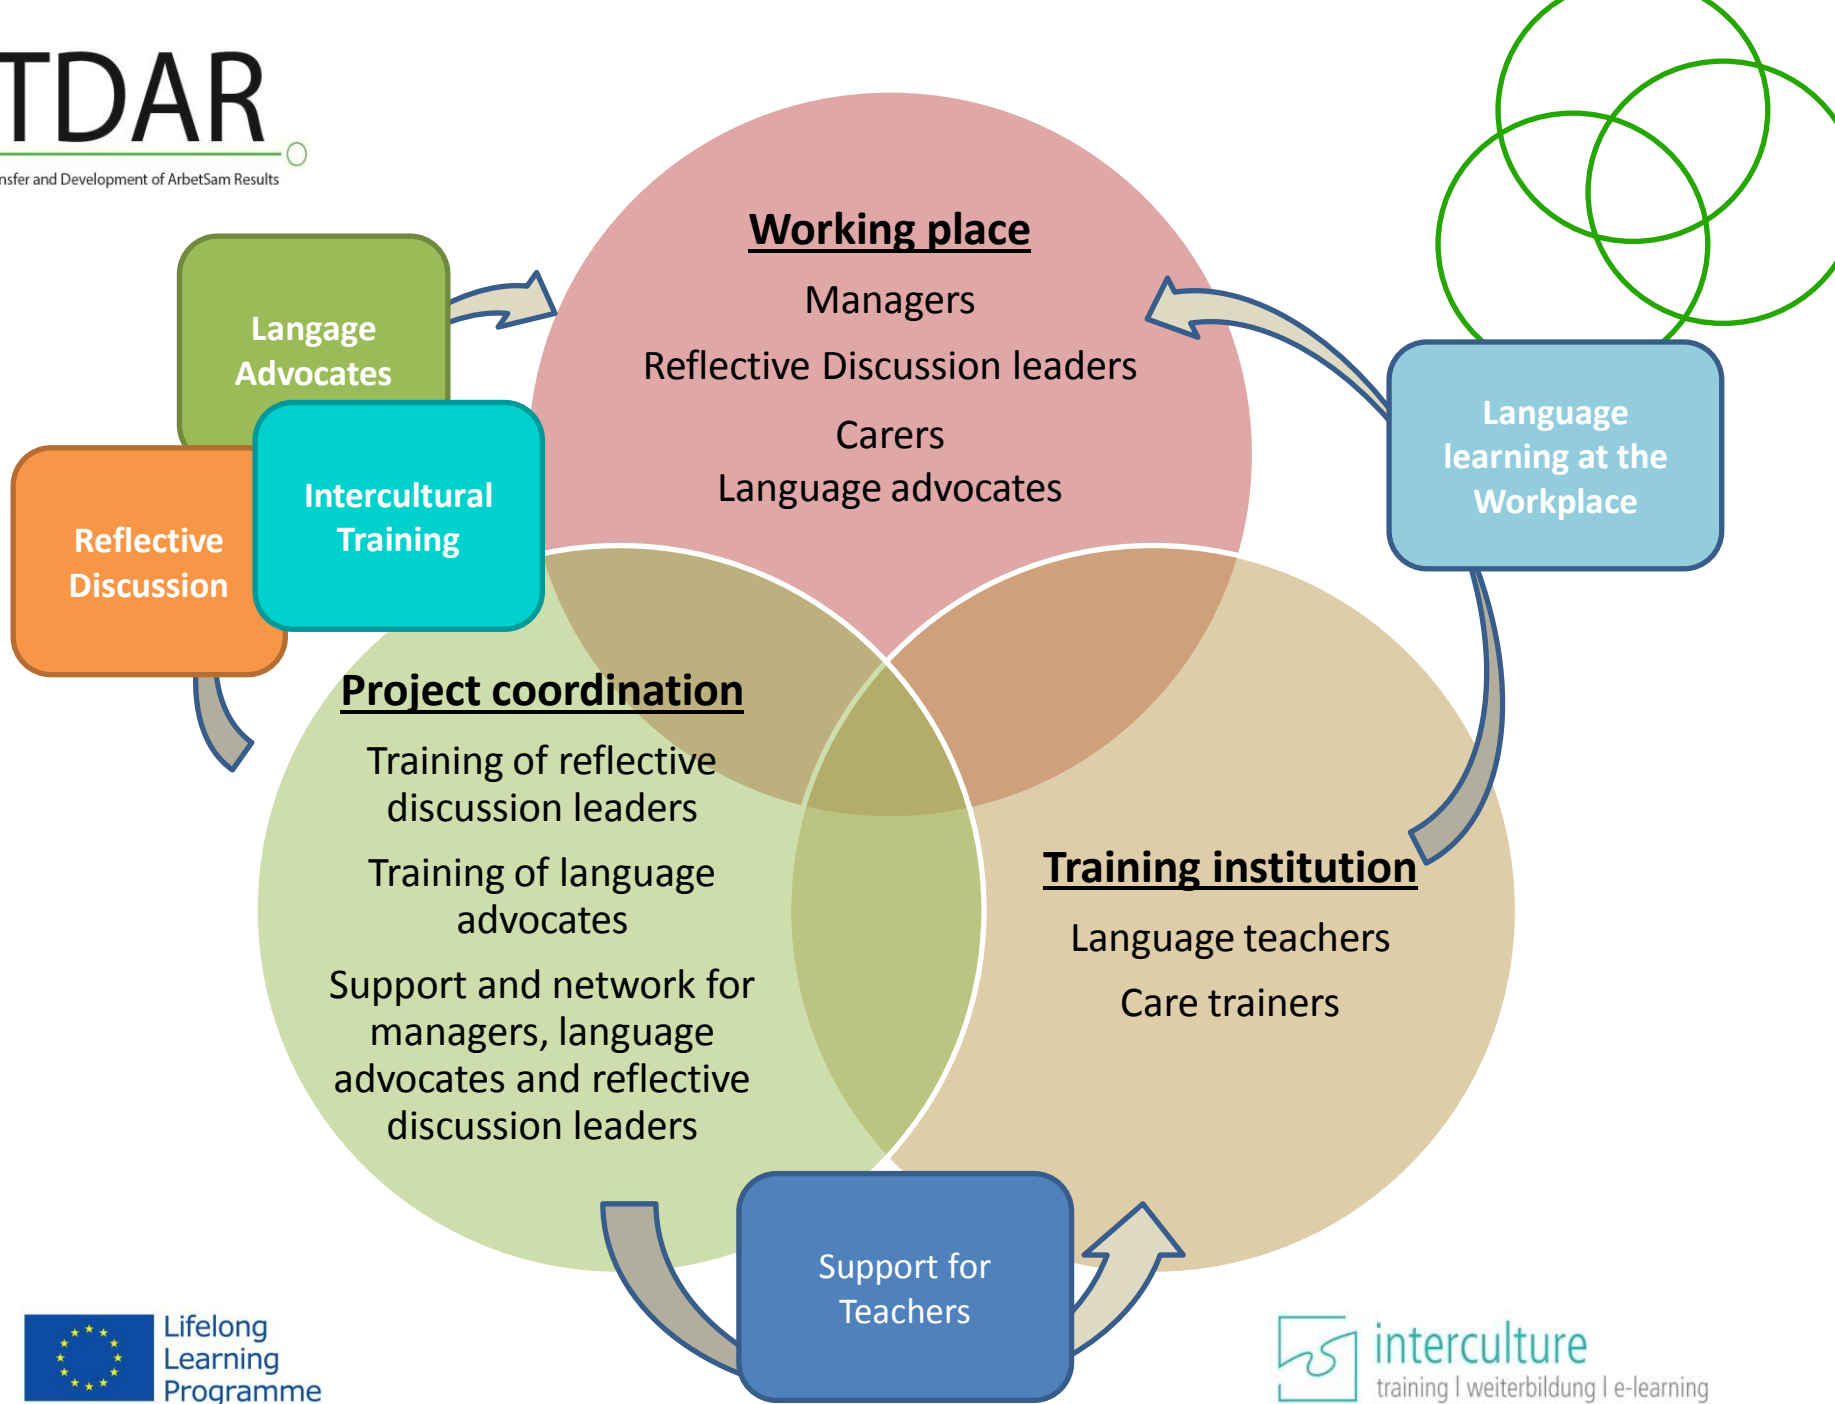 TDAR
nsfer and Development of ArbetSam Results
Working place
Managers
Reflective Discussion leaders
Carers
Language advocates
Langage
Advocates
Intercultural
Training
Reflective
Discussion
Language
learning at the
Workplace
Project coordination
Training of reflective
discussion leaders
Training of language
advocates
Support and network for
managers, language
advocates and reflective
discussion leaders
Training institution
Language teachers
Care trainers
Support for
Teachers
Lifelong
Learning
Programme
interculture
training | weiterbildung | e-learning